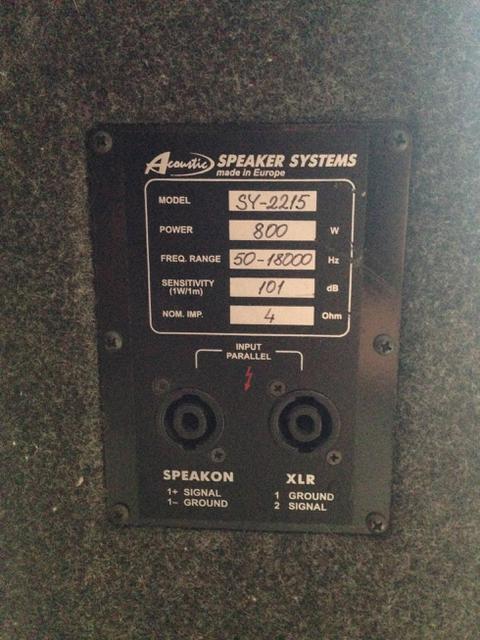 Acoustic SPEAKER SYSTEMS
made in Europe
MODEL SY-2215
POWER 800 W
FREQ. RANGE 50-18000 Hz
SENSITIVITY
(1W/1m) 101 dB
NOM. IMP. 4 Ohm
INPUT
PARALLEL
SPEAKON XLR
1+ SIGNAL 1 GROUND
1– GROUND 2 SIGNAL